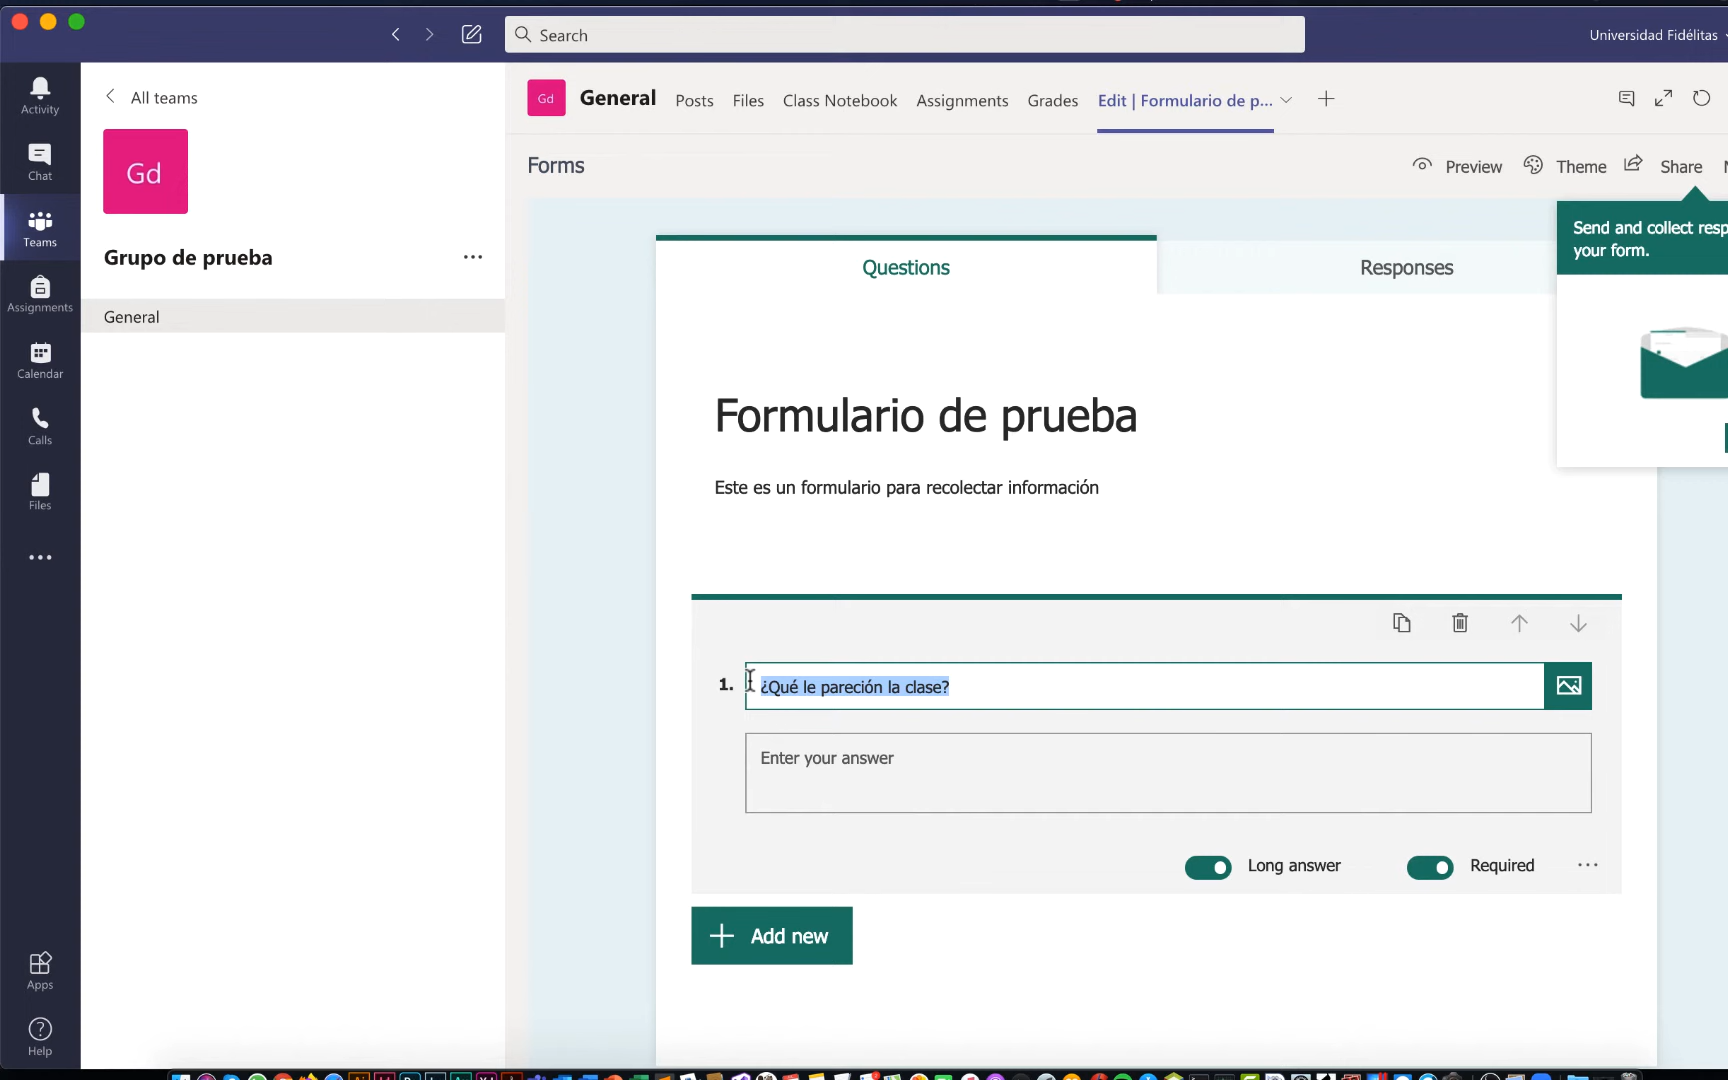 Search
Universidad Fidélitas
Activity
Chat
Teams
Assignments
Calendar
Calls
Files
Apps
Help
All teams
Gd
Grupo de prueba
General
Gd
General
Posts
Files
Class Notebook
Assignments
Grades
Edit | Formulario de p...
Forms
Preview
Theme
Share
Send and collect resp
your form.
Questions
Responses
Formulario de prueba
Este es un formulario para recolectar información
1.
¿Qué le pareción la clase?
Enter your answer
Long answer
Required
Add new